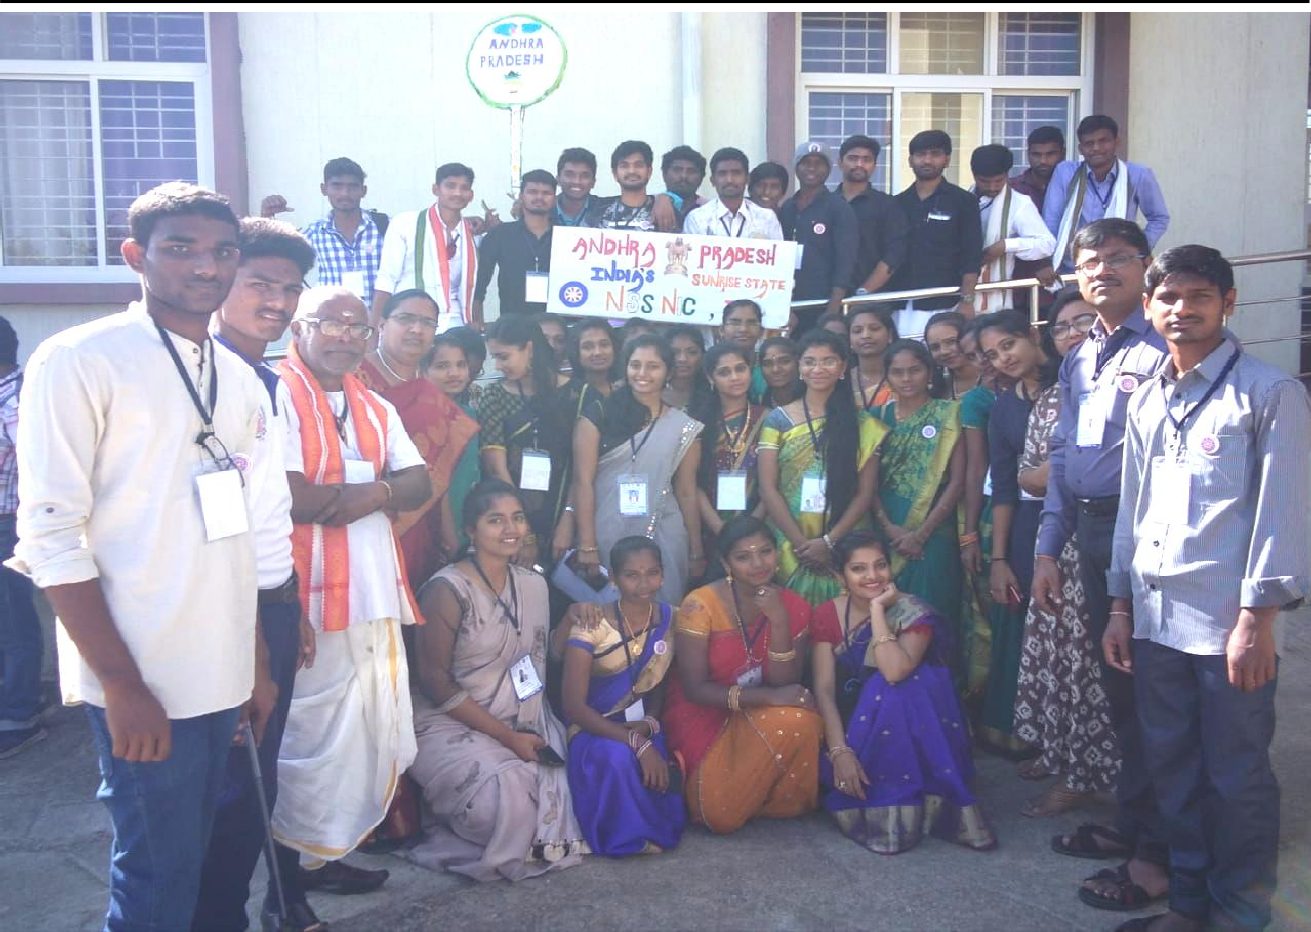 ANDHRA
PRADESH
ANDHRA PRADESH
INDIA'S SUNRISE STATE
NSS NIC ,